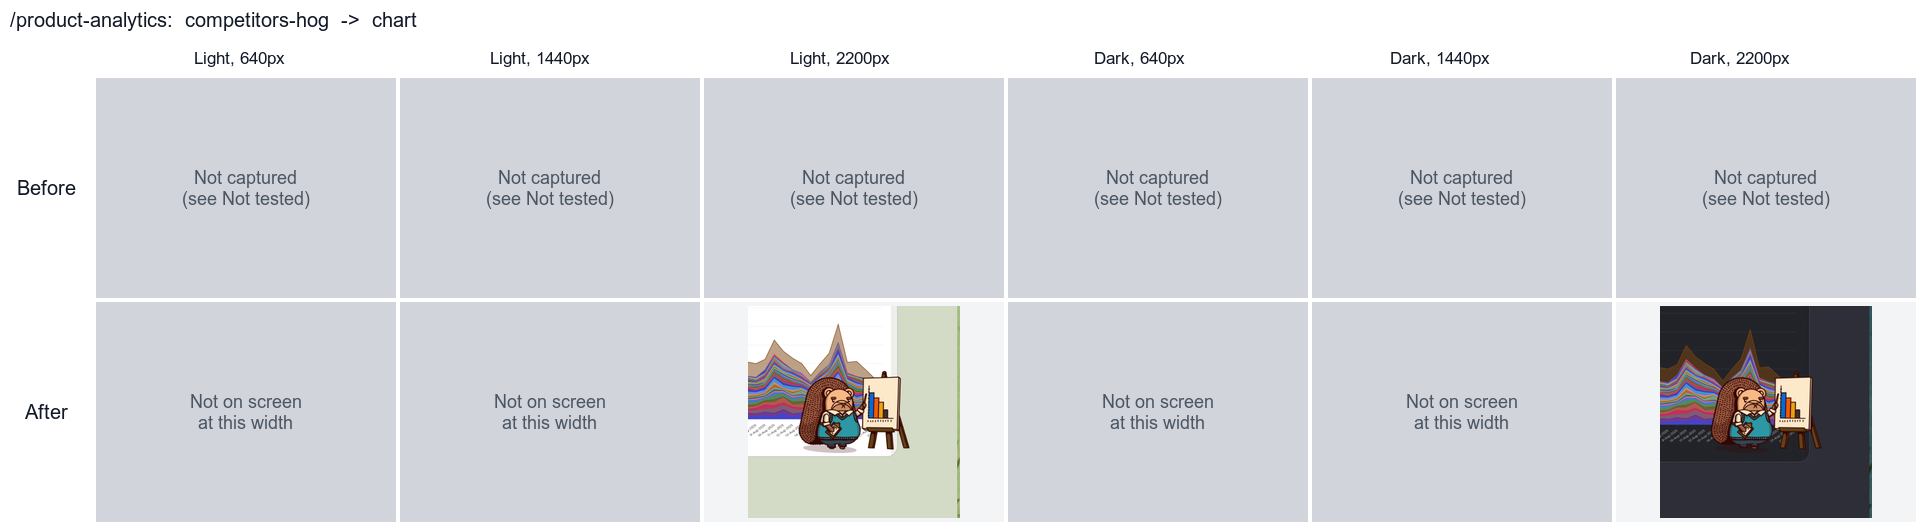 /product-analytics: competitors-hog -> chart
Light, 640px
Light, 1440px
Light, 2200px
Dark, 640px
Dark, 1440px
Dark, 2200px
Before
Not captured
(see Not tested)
Not captured
(see Not tested)
Not captured
(see Not tested)
Not captured
(see Not tested)
Not captured
(see Not tested)
Not captured
(see Not tested)
After
Not on screen
at this width
Not on screen
at this width
Not on screen
at this width
Not on screen
at this width